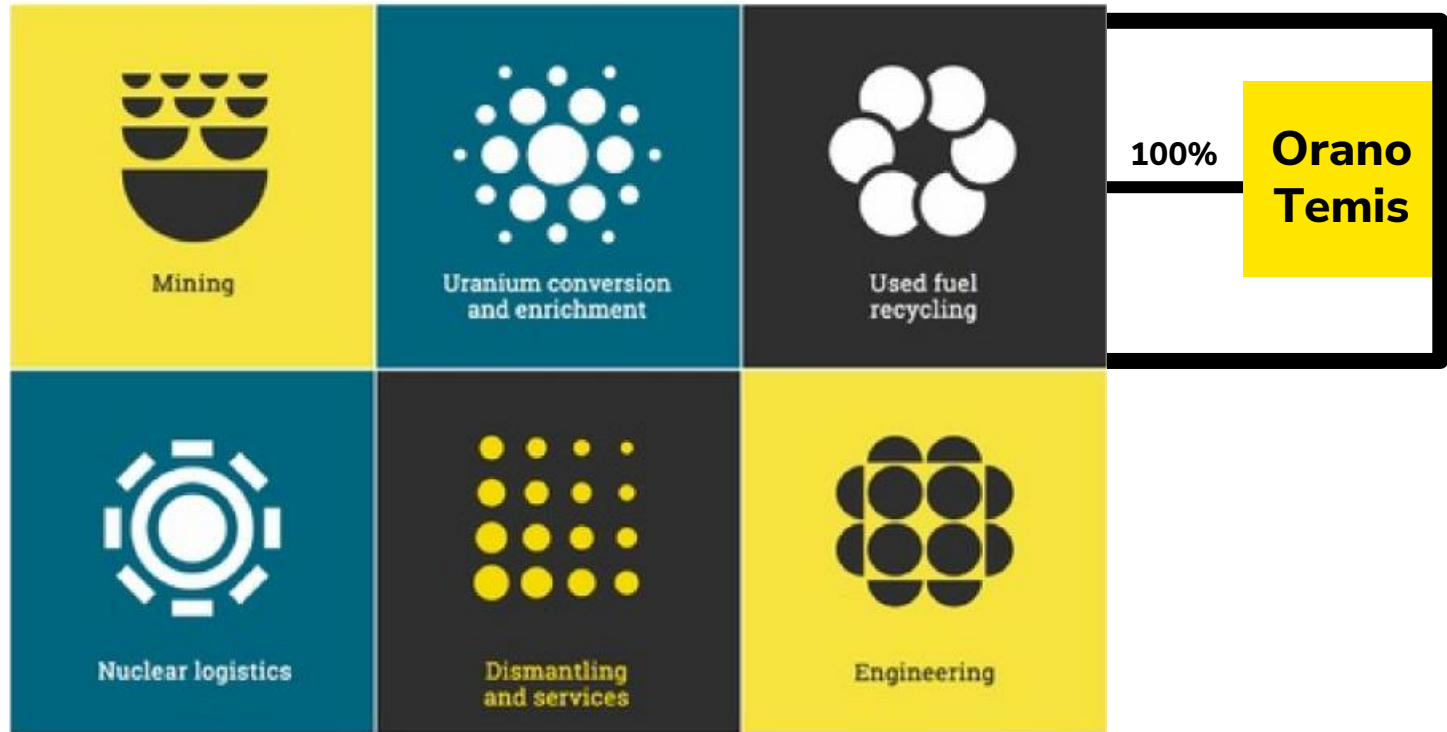 Mining
Uranium conversion
and enrichment
Used fuel
recycling
100%
Orano
Temis
Nuclear logistics
Dismantling
and services
Engineering